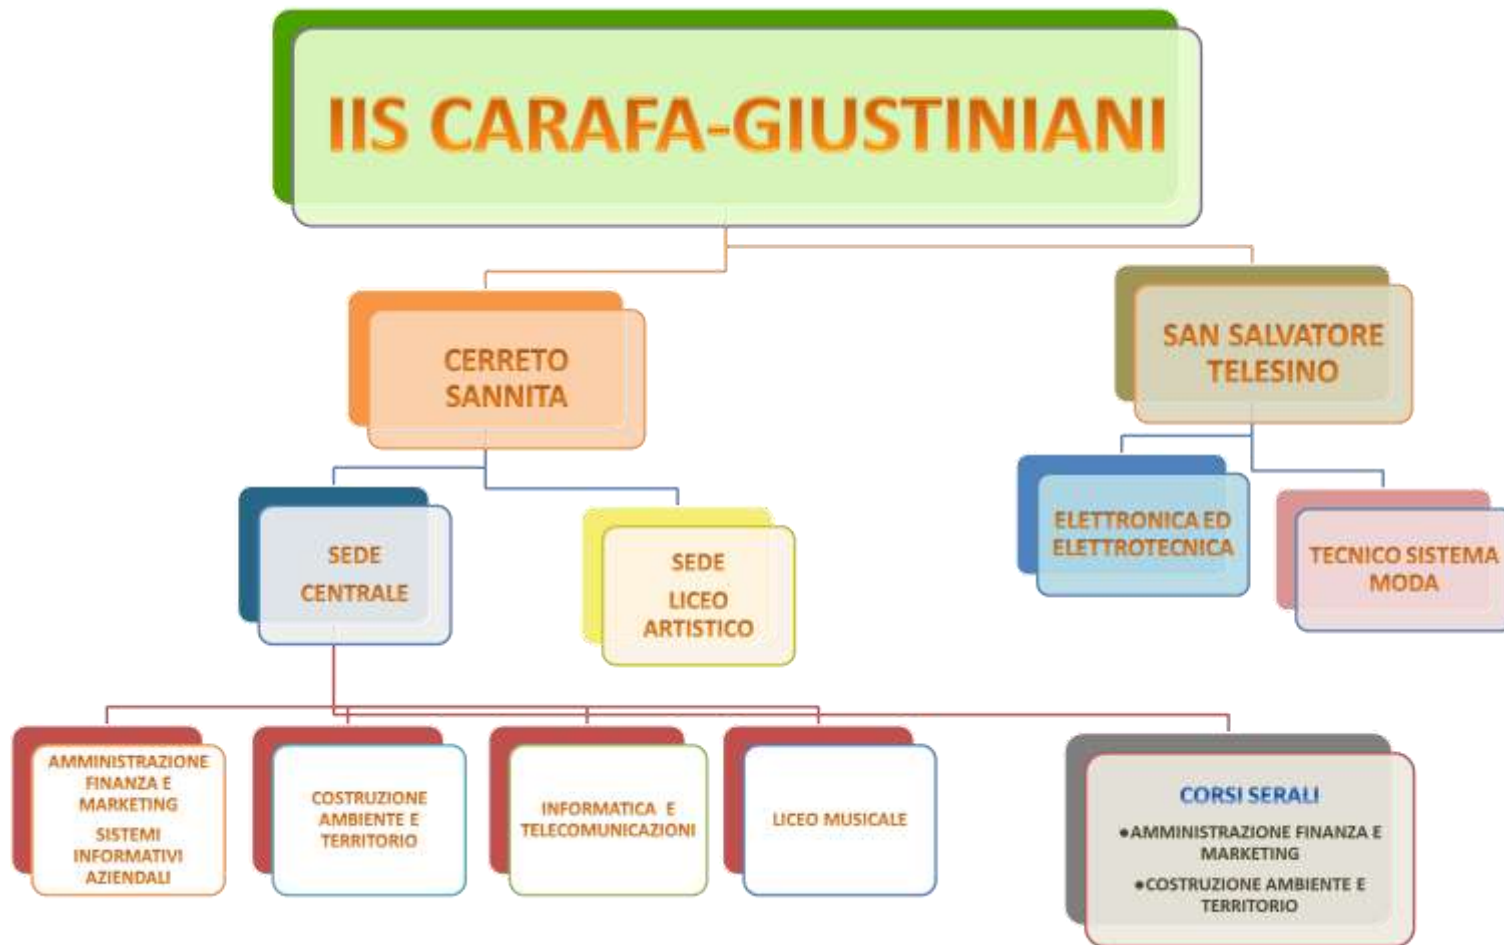 IIS CARAFA-GIUSTINIANI
CERRETO
SANNITA
SAN SALVATORE
TELESINO
SEDE
CENTRALE
SEDE
LICEO
ARTISTICO
ELETTRONICA ED
ELETTROTECNICA
TECNICO SISTEMA
MODA
AMMINISTRAZIONE
FINANZA E
MARKETING
SISTEMI
INFORMATIVI
AZIENDALI
COSTRUZIONE
AMBIENTE E
TERRITORIO
INFORMATICA E
TELECOMUNICAZIONI
LICEO MUSICALE
CORSI SERALI
•AMMINISTRAZIONE FINANZA E
MARKETING
•COSTRUZIONE AMBIENTE E
TERRITORIO